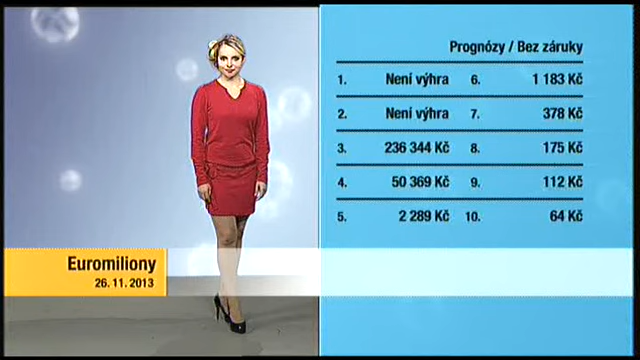 Prognózy / Bez záruky
1. Není výhra 6. 1 183 Kč
2. Není výhra 7. 378 Kč
3. 236 344 Kč 8. 175 Kč
4. 50 369 Kč 9. 112 Kč
5. 2 289 Kč 10. 64 Kč
Euromiliony
26. 11. 2013